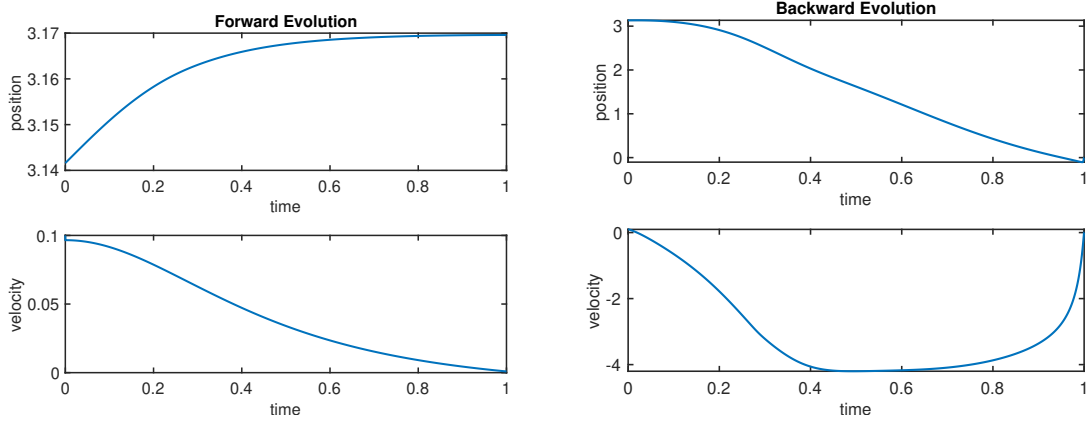 Forward Evolution
3.17
3.16
3.15
3.14
position
0 0.2 0.4 0.6 0.8 1
time
0.1
0.05
0
velocity
0 0.2 0.4 0.6 0.8 1
time
Backward Evolution
3
2
1
0
position
0 0.2 0.4 0.6 0.8 1
time
0
-2
-4
velocity
0 0.2 0.4 0.6 0.8 1
time